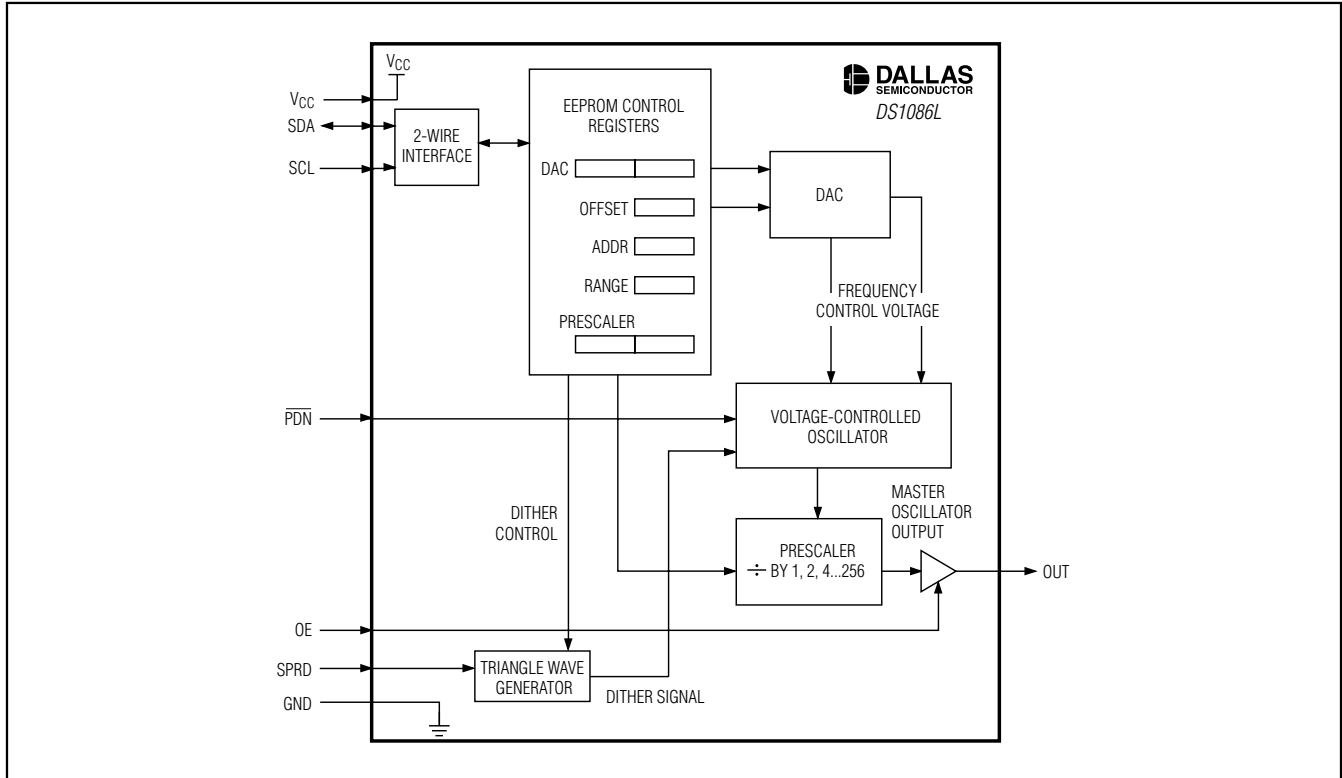 VCC
DALLAS
SEMICONDUCTOR
DS1086L
VCC
SDA
SCL
2-WIRE
INTERFACE
EEPROM CONTROL
REGISTERS
DAC
OFFSET
ADDR
RANGE
PRESCALER
DAC
FREQUENCY
CONTROL VOLTAGE
PDN
VOLTAGE-CONTROLLED
OSCILLATOR
DITHER
CONTROL
MASTER
OSCILLATOR
OUTPUT
PRESCALER
÷ BY 1, 2, 4...256
OUT
OE
SPRD
GND
TRIANGLE WAVE
GENERATOR
DITHER SIGNAL